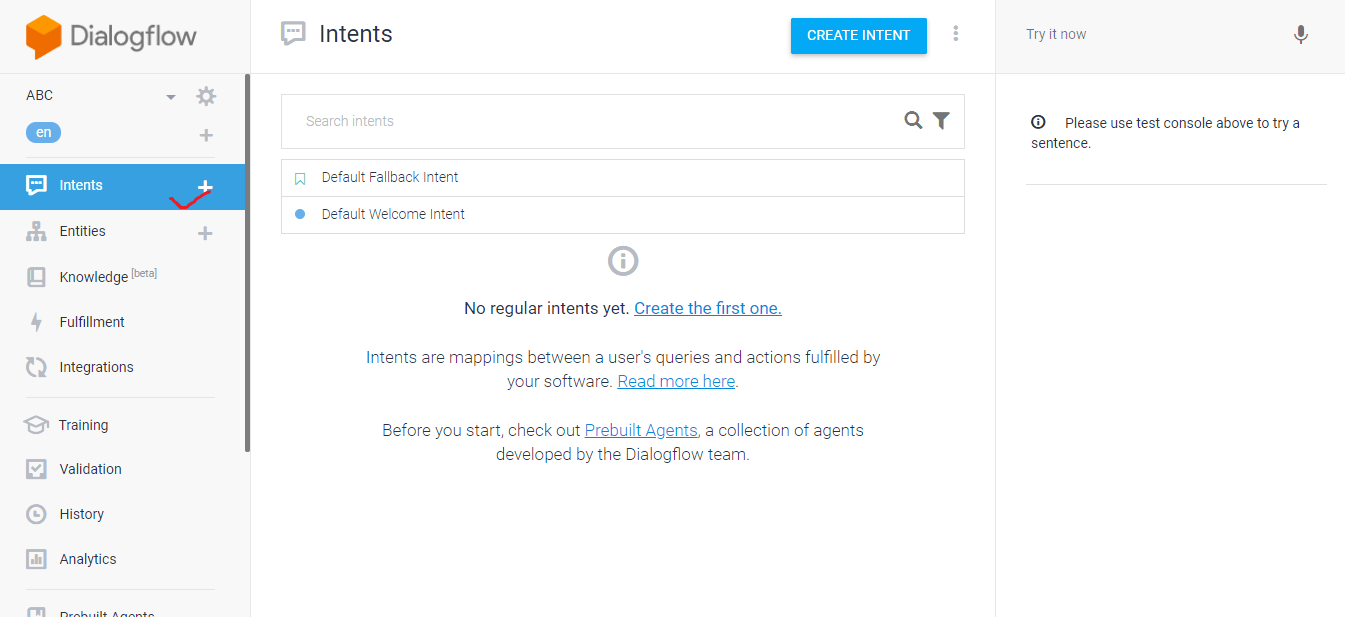 Dialogflow
ABC
en
Intents
Entities
Knowledge [beta]
Fulfillment
Integrations
Training
Validation
History
Analytics
Prebuilt Agents
Intents
CREATE INTENT
Search intents
Default Fallback Intent
Default Welcome Intent
No regular intents yet. Create the first one.
Intents are mappings between a user's queries and actions fulfilled by
your software. Read more here.
Before you start, check out Prebuilt Agents, a collection of agents
developed by the Dialogflow team.
Try it now
Please use test console above to try a
sentence.